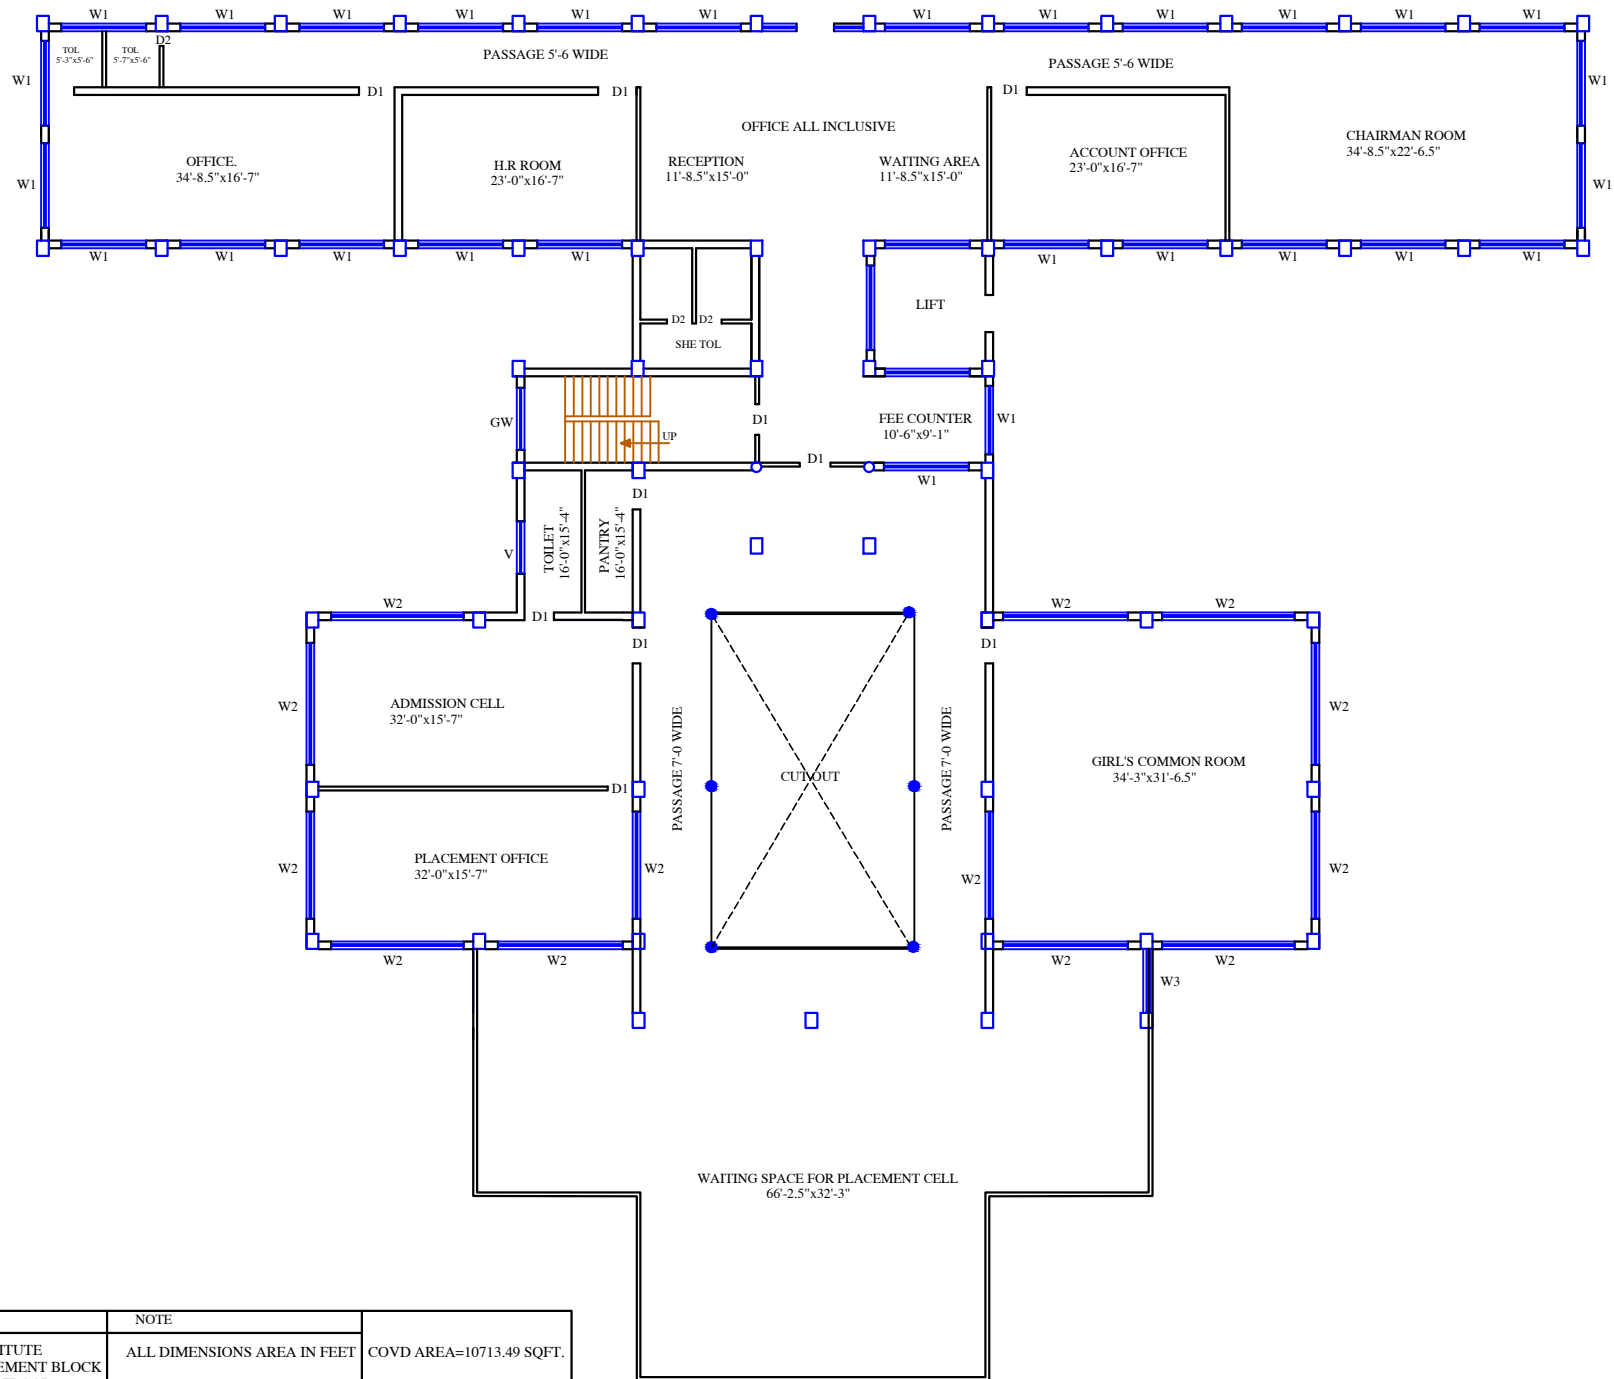 W1 W1 W1 W1 W1 W1 W1 W1 W1 W1 W1 W1
TOL
5'-3"x5'-6"
TOL
5'-7"x5'-6"
D2
PASSAGE 5'-6 WIDE
PASSAGE 5'-6 WIDE
W1
W1
D1
D1
D1
OFFICE ALL INCLUSIVE
OFFICE.
34'-8.5"x16'-7"
H.R ROOM
23'-0"x16'-7"
RECEPTION
11'-8.5"x15'-0"
WAITING AREA
11'-8.5"x15'-0"
ACCOUNT OFFICE
23'-0"x16'-7"
CHAIRMAN ROOM
34'-8.5"x22'-6.5"
W1
W1
W1 W1 W1 W1 W1 W1 W1 W1 W1 W1
LIFT
D2 D2
SHE TOL
GW
UP
D1
FEE COUNTER
10'-6"x9'-1"
W1
D1
W1
D1
TOILET
16'-0"x15'-4"
PANTRY
16'-0"x15'-4"
V
W2
D1
W2
W2
D1
D1
ADMISSION CELL
32'-0"x15'-7"
W2
PASSAGE 7'-0 WIDE
CUT OUT
PASSAGE 7'-0 WIDE
W2
GIRL'S COMMON ROOM
34'-3"x31'-6.5"
D1
PLACEMENT OFFICE
32'-0"x15'-7"
W2
W2
W2
W2
W2
W2
W2
W2
W3
WAITING SPACE FOR PLACEMENT CELL
66'-2.5"x32'-3"
NOTE
ITUTE
EMENT BLOCK
ALL DIMENSIONS AREA IN FEET
COVD AREA=10713.49 SQFT.